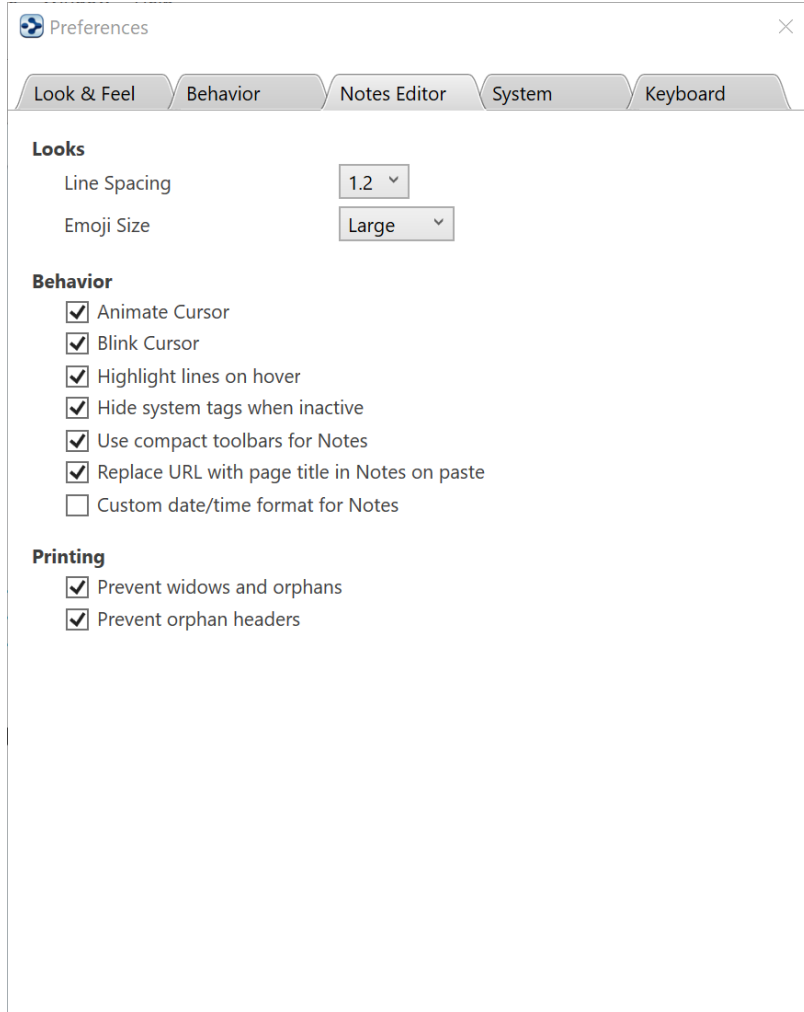 Preferences
Look & Feel Behavior Notes Editor System Keyboard
Looks
Line Spacing 1.2
Emoji Size Large
Behavior
Animate Cursor
Blink Cursor
Highlight lines on hover
Hide system tags when inactive
Use compact toolbars for Notes
Replace URL with page title in Notes on paste
Custom date/time format for Notes
Printing
Prevent widows and orphans
Prevent orphan headers